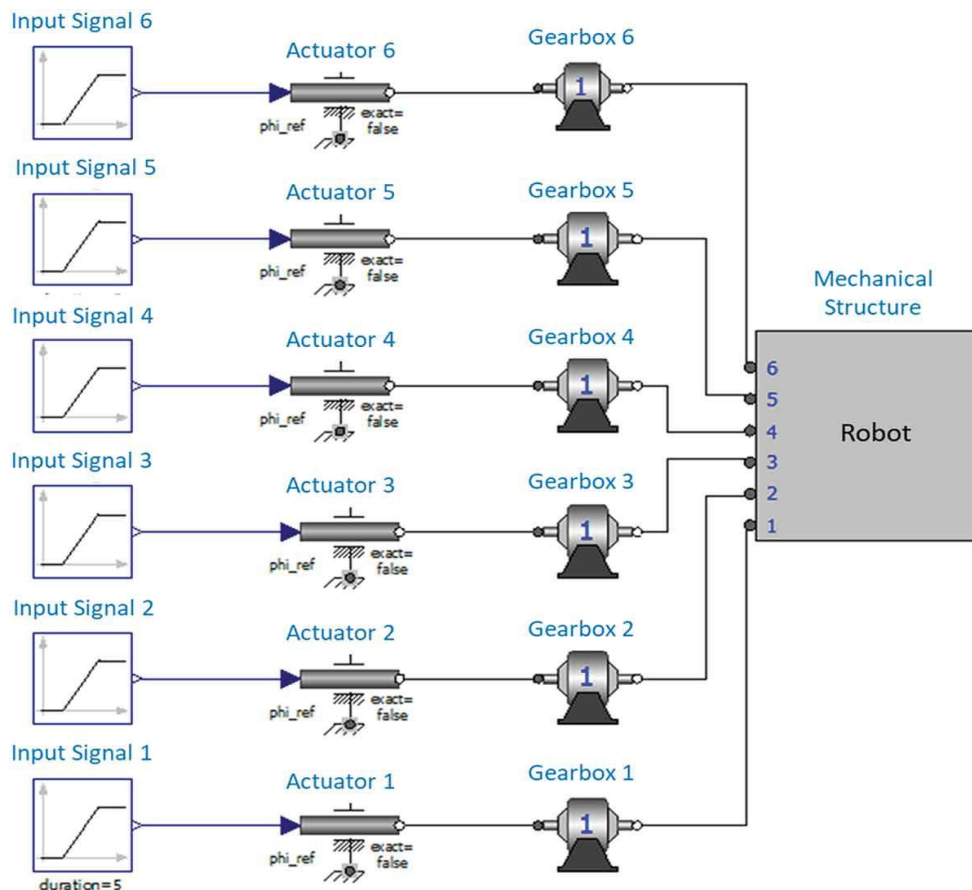 Input Signal 6
Actuator 6
Gearbox 6
1
phi_ref
exact=
false
Input Signal 5
Actuator 5
Gearbox 5
1
phi_ref
exact=
false
Mechanical
Structure
Input Signal 4
Actuator 4
Gearbox 4
1
phi_ref
exact=
false
6
5
4
3
2
1
Robot
Input Signal 3
Actuator 3
Gearbox 3
1
phi_ref
exact=
false
Input Signal 2
Actuator 2
Gearbox 2
1
phi_ref
exact=
false
Input Signal 1
Actuator 1
Gearbox 1
1
phi_ref
exact=
false
duration=5